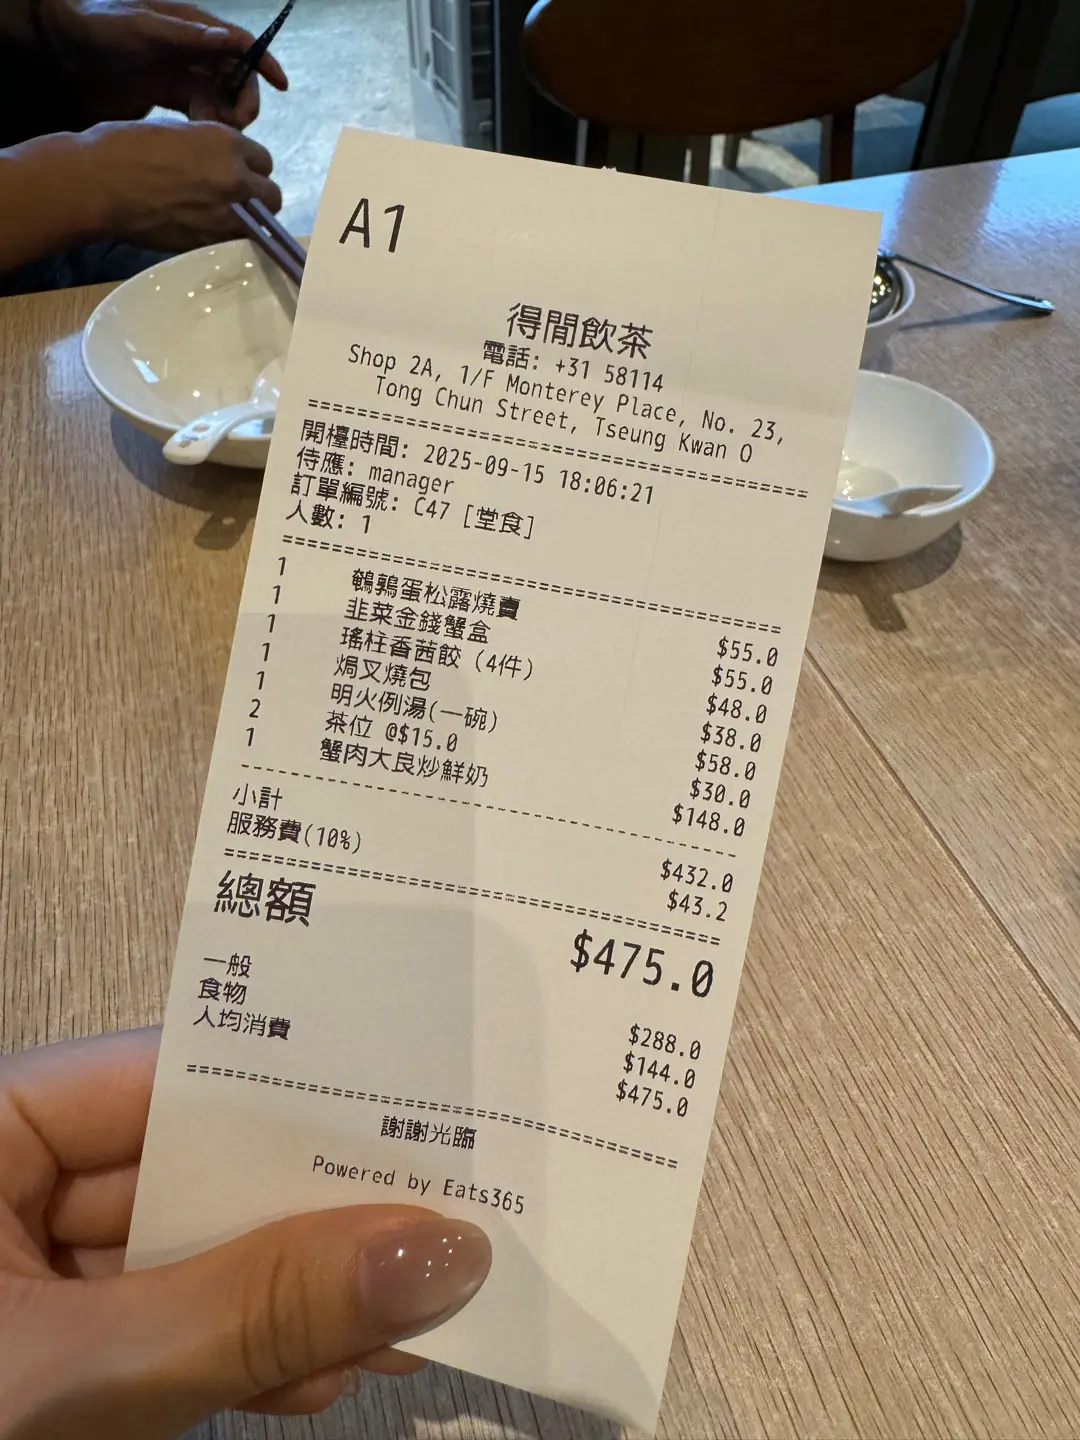 A1
得閒飲茶
電話: +31 58114
Shop 2A, 1/F Monterey Place, No. 23,
Tong Chun Street, Tseung Kwan O
開檯時間: 2025-09-15 18:06:21
侍應: manager
訂單編號: C47 [堂食]
人數: 1
1 鵪鶉蛋松露燒賣 $55.0
1 韭菜金錢蟹盒 $55.0
1 瑤柱香茜餃 (4件) $48.0
1 焗叉燒包 $38.0
1 明火例湯(一碗) $58.0
2 茶位 @$15.0 $30.0
1 蟹肉大良炒鮮奶 $148.0
小計 $432.0
服務費(10%) $43.2
總額 $475.0
一般 $288.0
食物 $144.0
人均消費 $475.0
謝謝光臨
Powered by Eats365